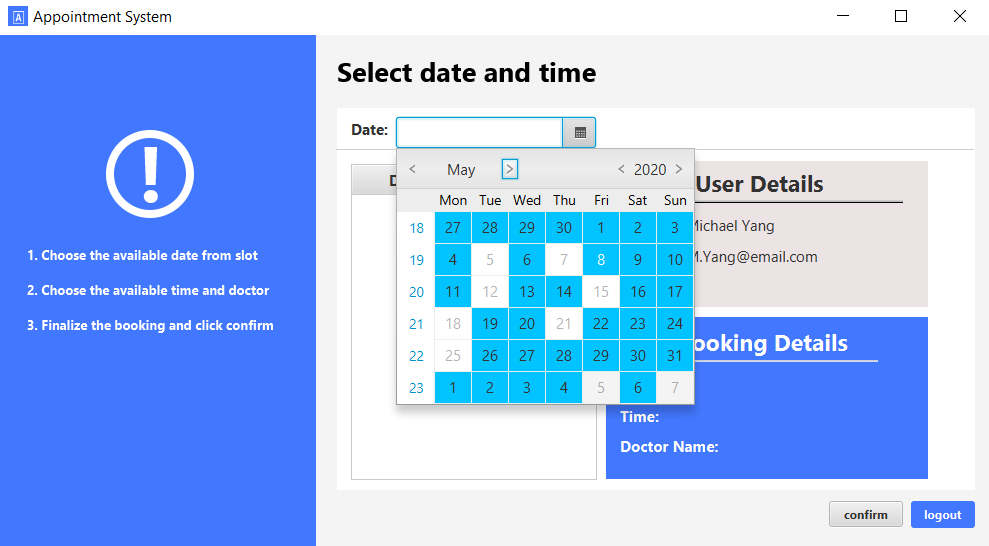 A Appointment System
Select date and time
Date:
< May > < 2020 >
Mon Tue Wed Thu Fri Sat Sun
18 27 28 29 30 1 2 3
19 4 5 6 7 8 9 10
20 11 12 13 14 15 16 17
21 18 19 20 21 22 23 24
22 25 26 27 28 29 30 31
23 1 2 3 4 5 6 7
!
1. Choose the available date from slot
2. Choose the available time and doctor
3. Finalize the booking and click confirm
User Details
Michael Yang
M.Yang@email.com
ooking Details
Time:
Doctor Name:
confirm
logout